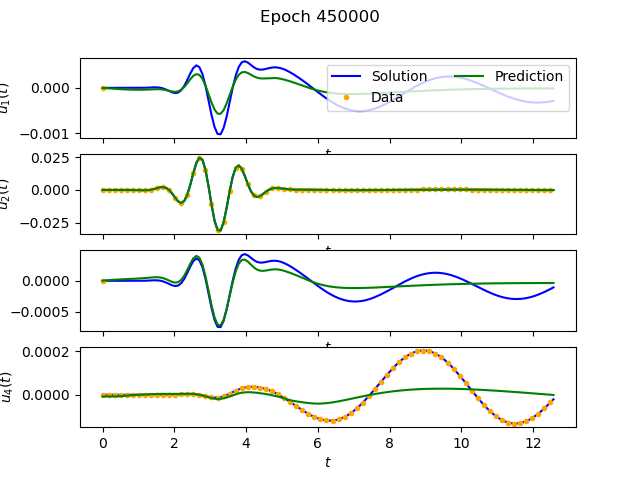 Epoch 450000
Solution
Prediction
Data
0.000
−0.001
u₁(t)
t
0.025
0.000
−0.025
u₂(t)
t
0.0000
−0.0005
t
0.0002
0.0000
u₄(t)
0 2 4 6 8 10 12
t